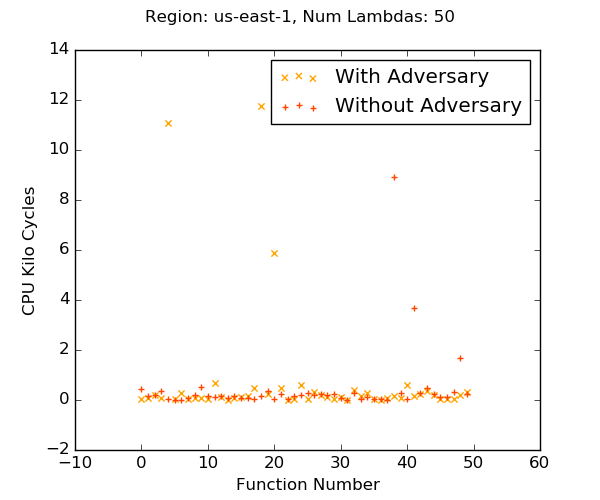 Region: us-east-1, Num Lambdas: 50
14
12
10
8
6
4
2
0
−2
CPU Kilo Cycles
With Adversary
Without Adversary
−10 0 10 20 30 40 50 60
Function Number